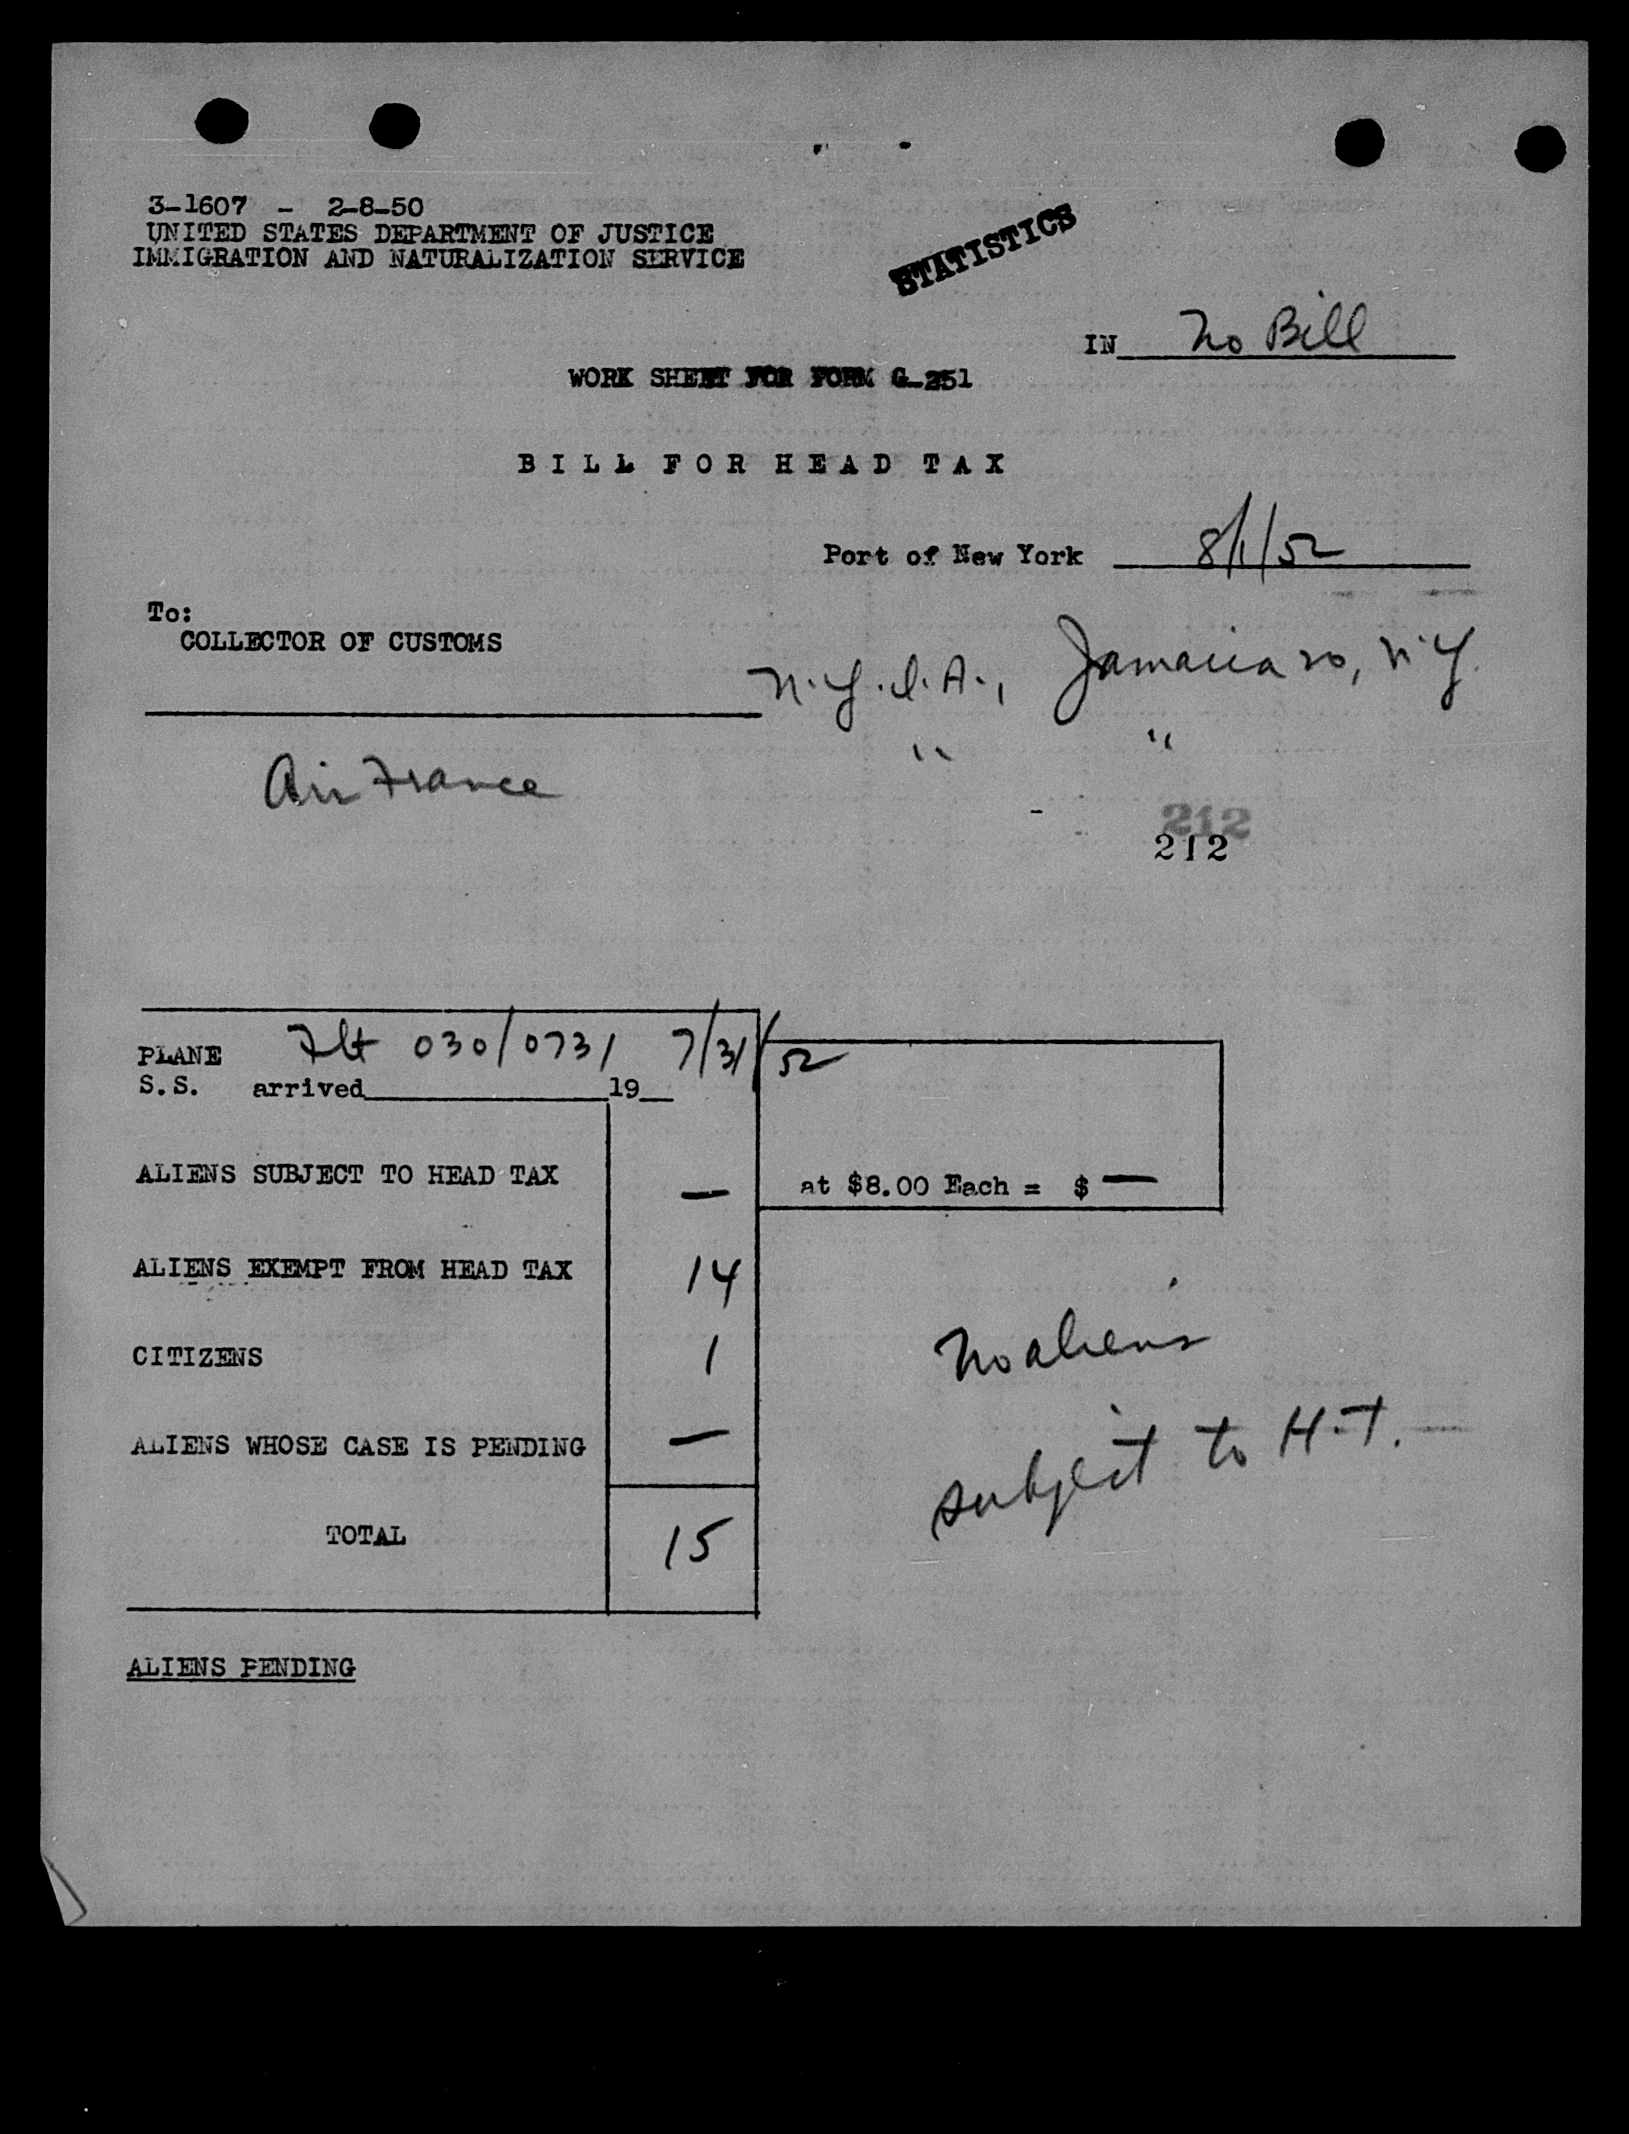 3-1607 - 2-8-50
UNITED STATES DEPARTMENT OF JUSTICE
IMMIGRATION AND NATURALIZATION SERVICE
STATISTICS
IN No Bill
WORK SHEET FOR FORM G-251
BILL FOR HEAD TAX
Port of New York 8/1/52
To:
COLLECTOR OF CUSTOMS
N.Y.I.A., Jamaica 20, N.Y.
Air France " "
212
212
PLANE Flt 030/0731 7/31/52
S.S. arrived 19
ALIENS SUBJECT TO HEAD TAX — at $8.00 Each = $ —
ALIENS EXEMPT FROM HEAD TAX 14
CITIZENS 1
No aliens
ALIENS WHOSE CASE IS PENDING —
subject to H.T.
TOTAL 15
ALIENS PENDING